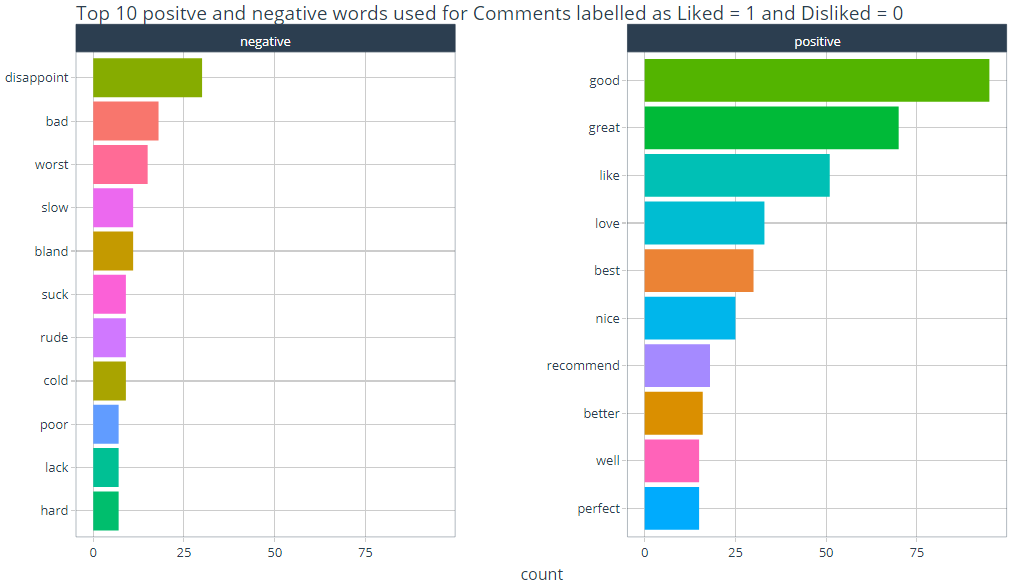 Top 10 positve and negative words used for Comments labelled as Liked = 1 and Disliked = 0
negative
disappoint
bad
worst
slow
bland
suck
rude
cold
poor
lack
hard
0 25 50 75
positive
good
great
like
love
best
nice
recommend
better
well
perfect
0 25 50 75
count